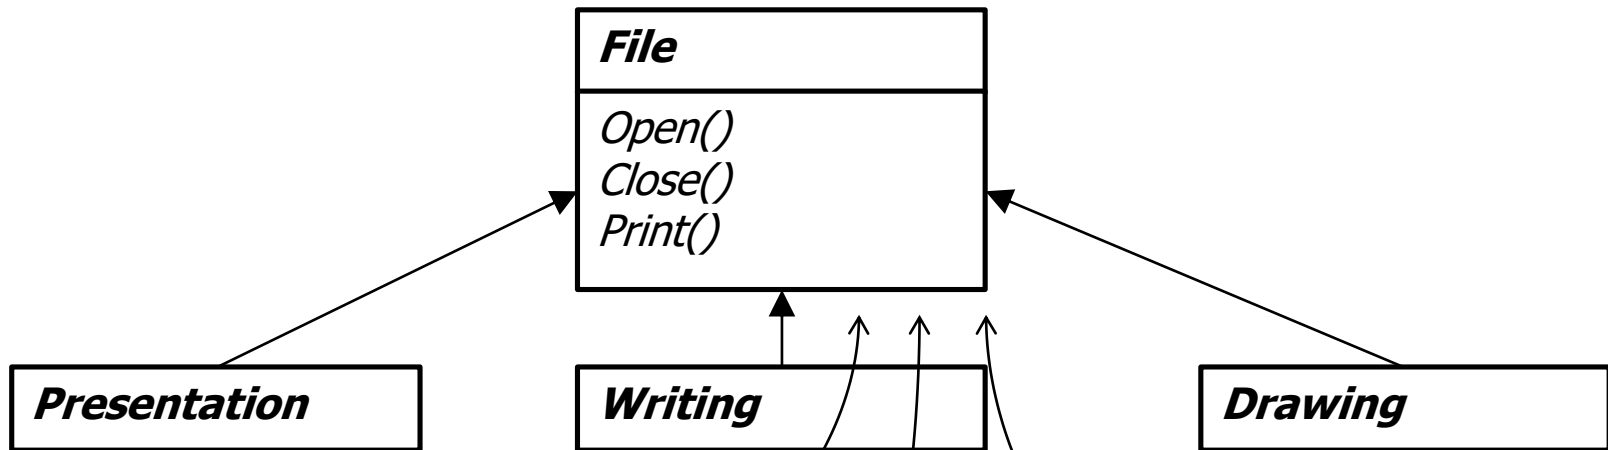 File
Open()
Close()
Print()
Presentation
Writing
Drawing